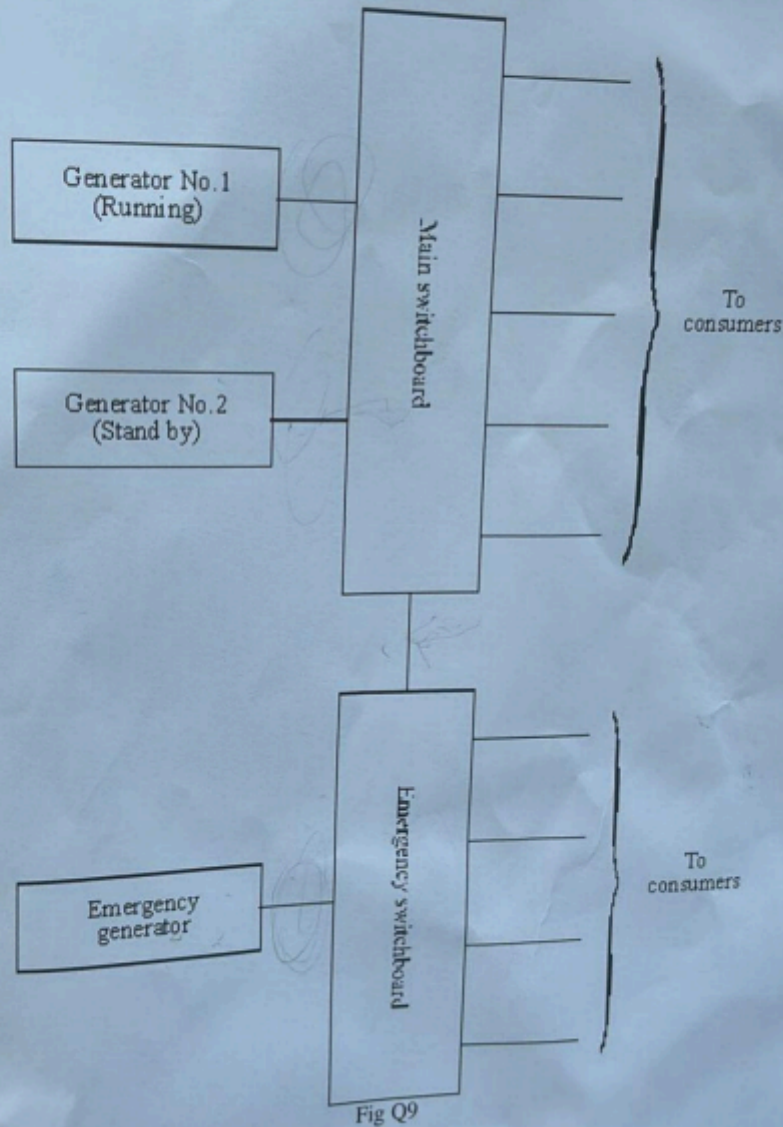 Generator No.1
(Running)
Main switchboard
To
consumers
Generator No.2
(Stand by)
Emergency switchboard
To
consumers
Emergency
generator
Fig Q9